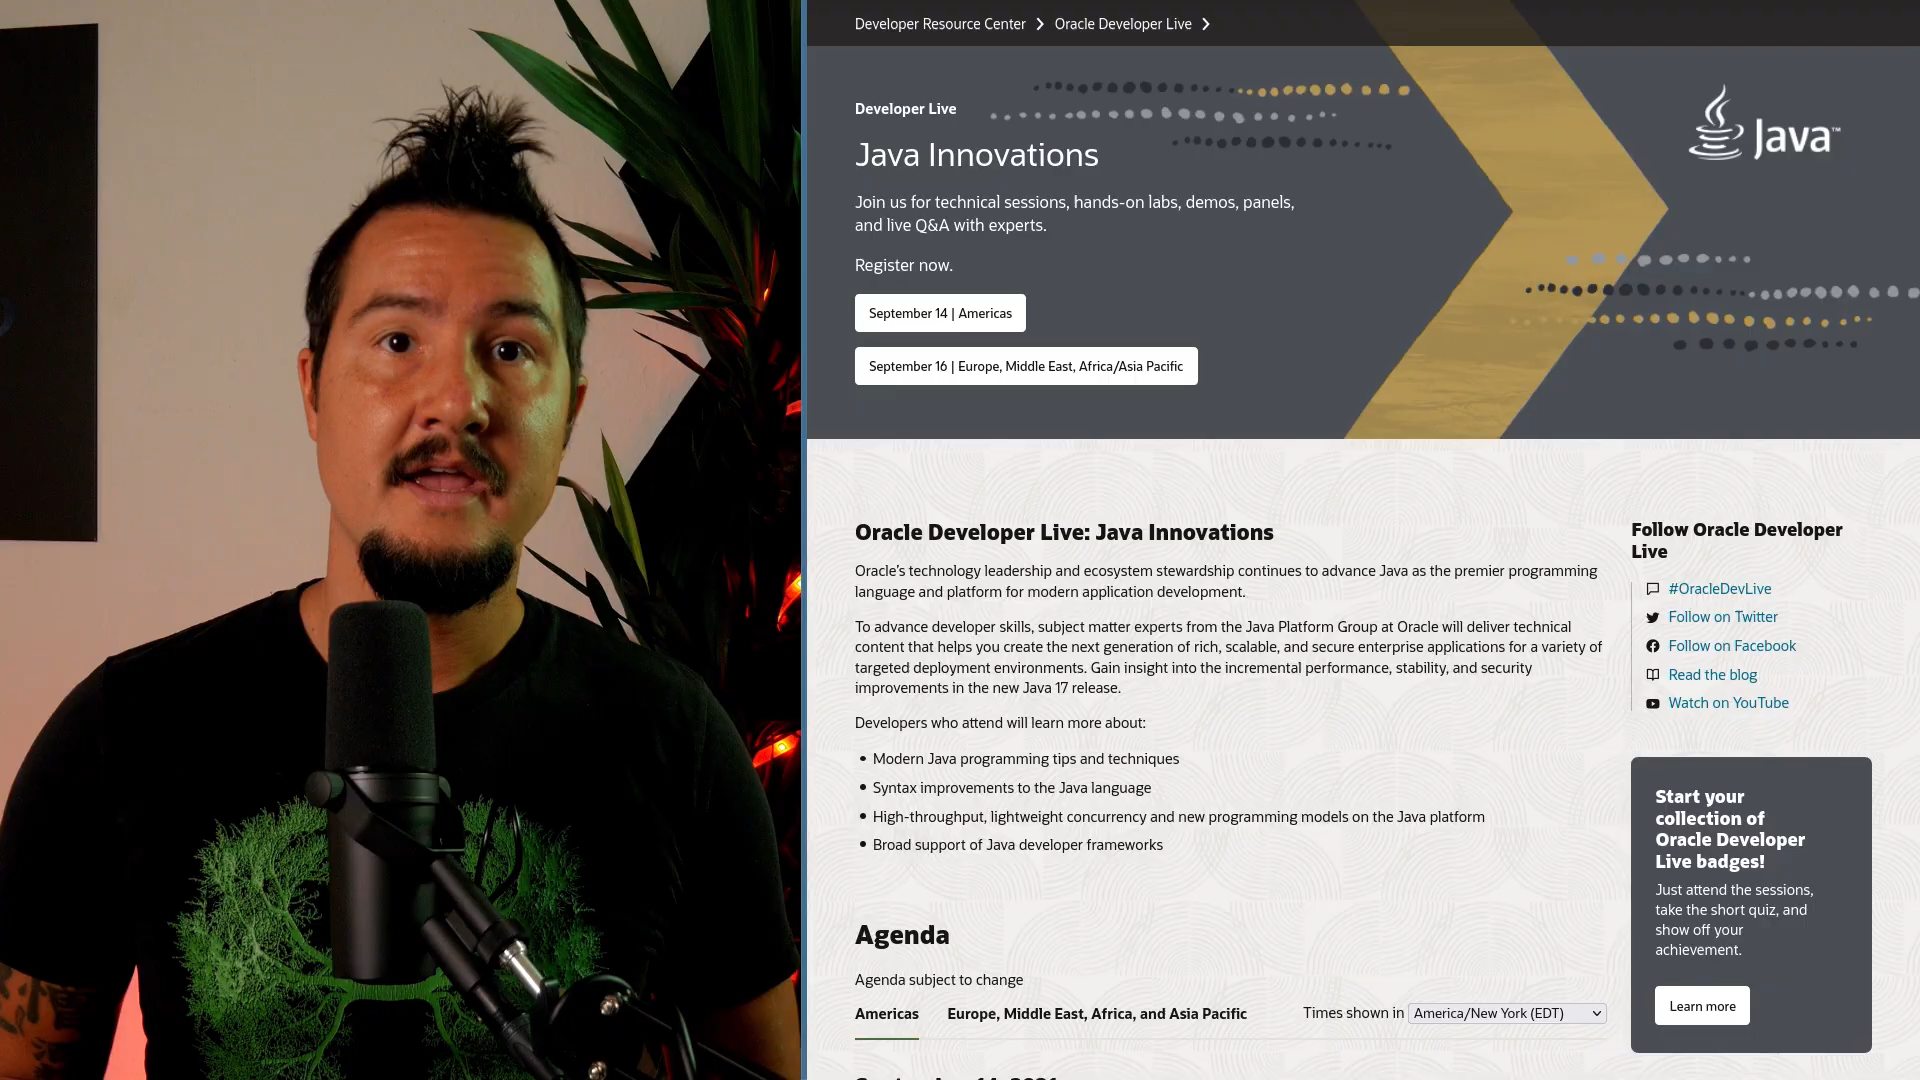 Developer Resource Center
Oracle Developer Live
Developer Live
Java Innovations
Join us for technical sessions, hands-on labs, demos, panels,
and live Q&A with experts.
Register now.
September 14 | Americas
September 16 | Europe, Middle East, Africa/Asia Pacific
Java™
Oracle Developer Live: Java Innovations
Oracle’s technology leadership and ecosystem stewardship continues to advance Java as the premier programming
language and platform for modern application development.
To advance developer skills, subject matter experts from the Java Platform Group at Oracle will deliver technical
content that helps you create the next generation of rich, scalable, and secure enterprise applications for a variety of
targeted deployment environments. Gain insight into the incremental performance, stability, and security
improvements in the new Java 17 release.
Developers who attend will learn more about:
• Modern Java programming tips and techniques
• Syntax improvements to the Java language
• High-throughput, lightweight concurrency and new programming models on the Java platform
• Broad support of Java developer frameworks
Agenda
Agenda subject to change
Americas
Europe, Middle East, Africa, and Asia Pacific
Times shown in America/New York (EDT)
Follow Oracle Developer
Live
#OracleDevLive
Follow on Twitter
Follow on Facebook
Read the blog
Watch on YouTube
Start your
collection of
Oracle Developer
Live badges!
Just attend the sessions,
take the short quiz, and
show off your
achievement.
Learn more